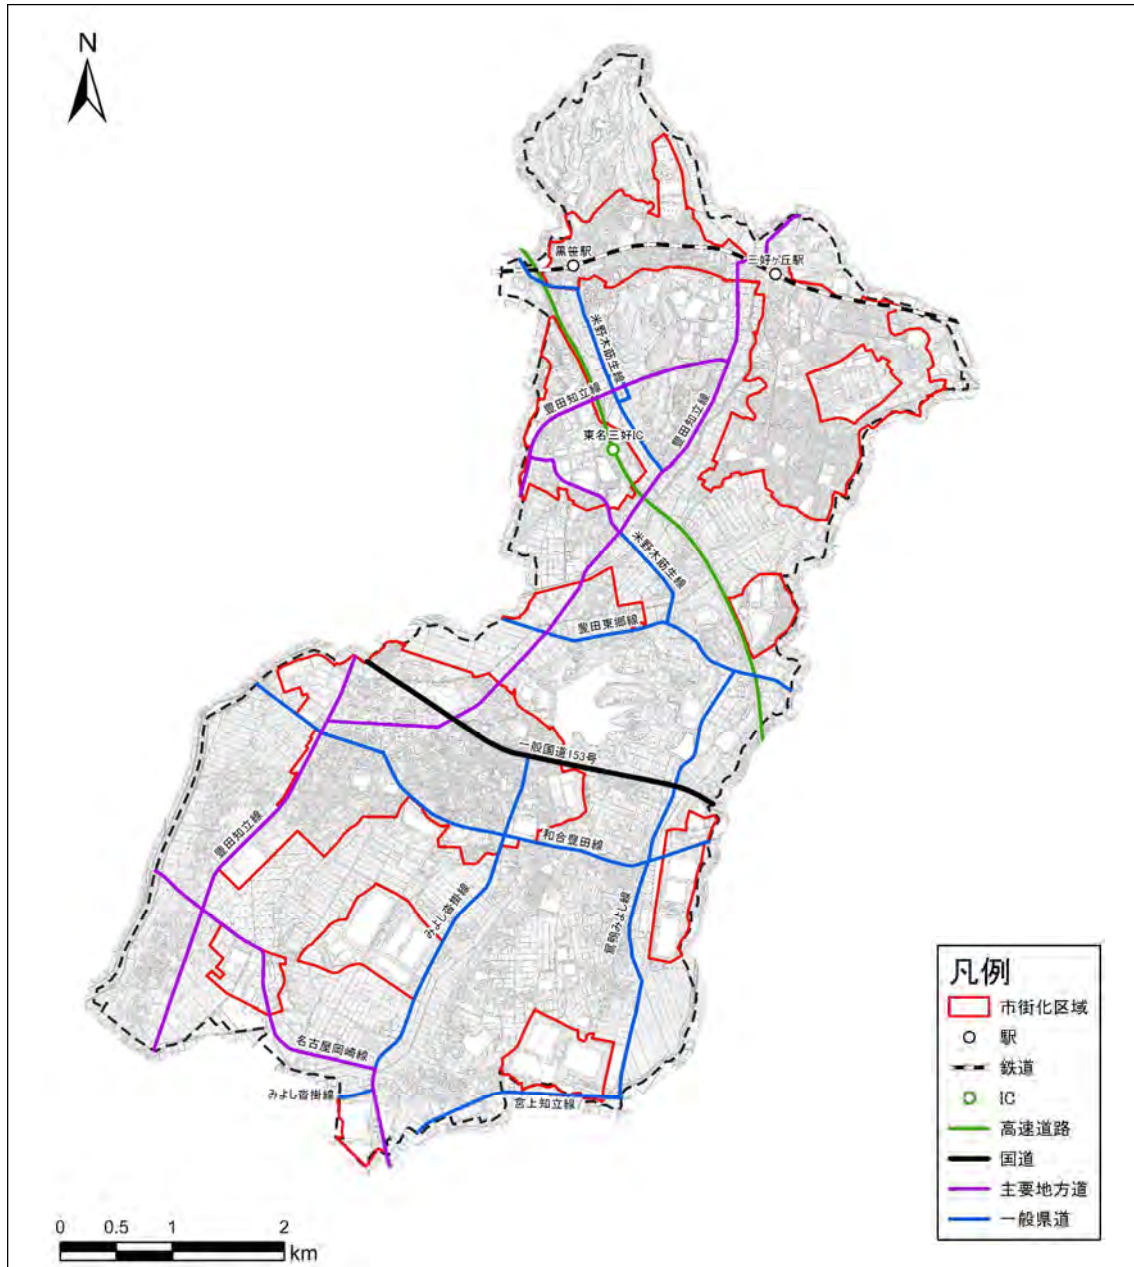 N
黒笹駅
三好ヶ丘駅
米野木莇生線
豊田知立線
豊田知立線
東名三好IC
米野木莇生線
豊田東郷線
一般国道153号
豊田知立線
和合豊田線
みよし沓掛線
鴛鴨みよし線
名古屋岡崎線
みよし沓掛線
宮上知立線
凡例
市街化区域
駅
鉄道
IC
高速道路
国道
主要地方道
一般県道
0 0.5 1 2
km